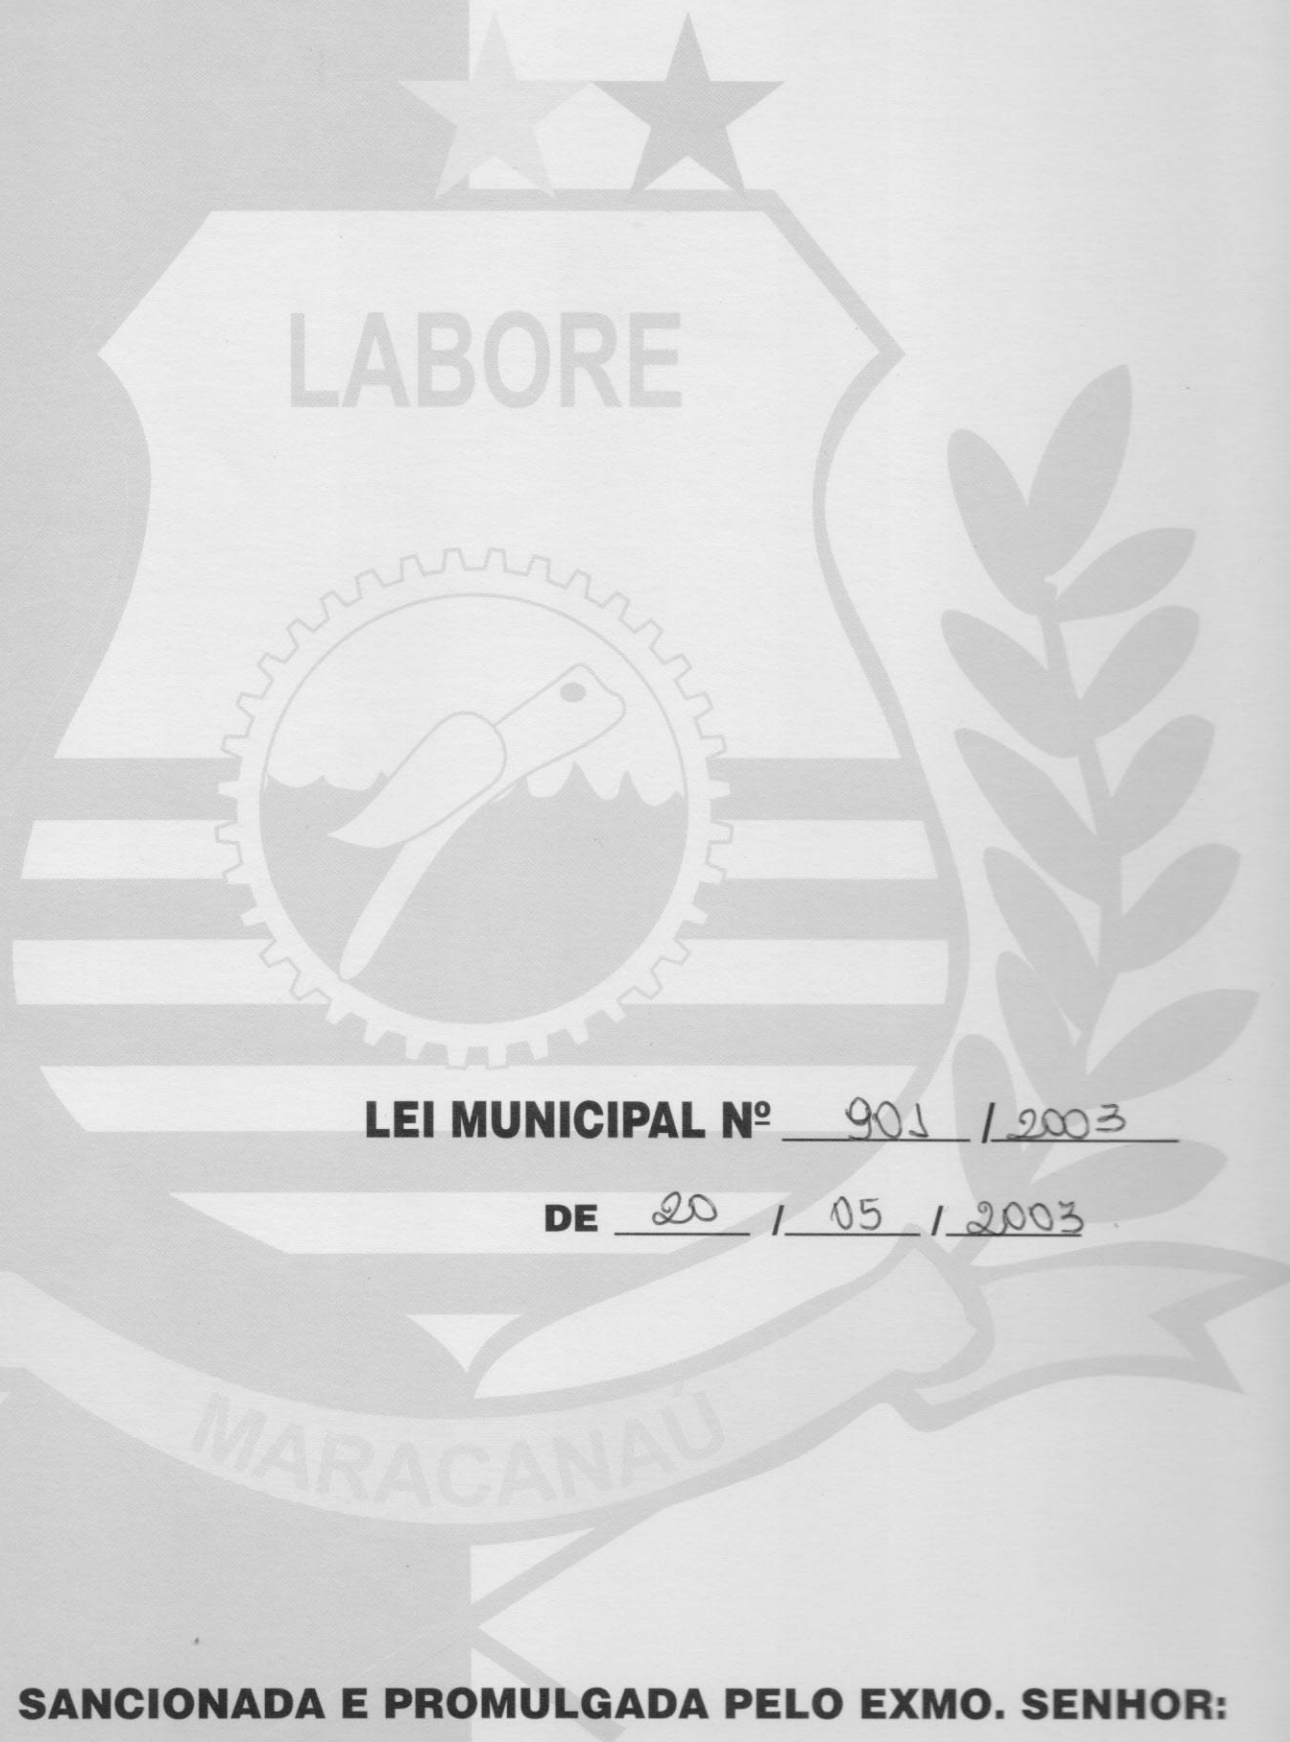 LABORE
LEI MUNICIPAL Nº 901 / 2003
DE 20 / 05 / 2003
MARACANAÚ
SANCIONADA E PROMULGADA PELO EXMO. SENHOR: